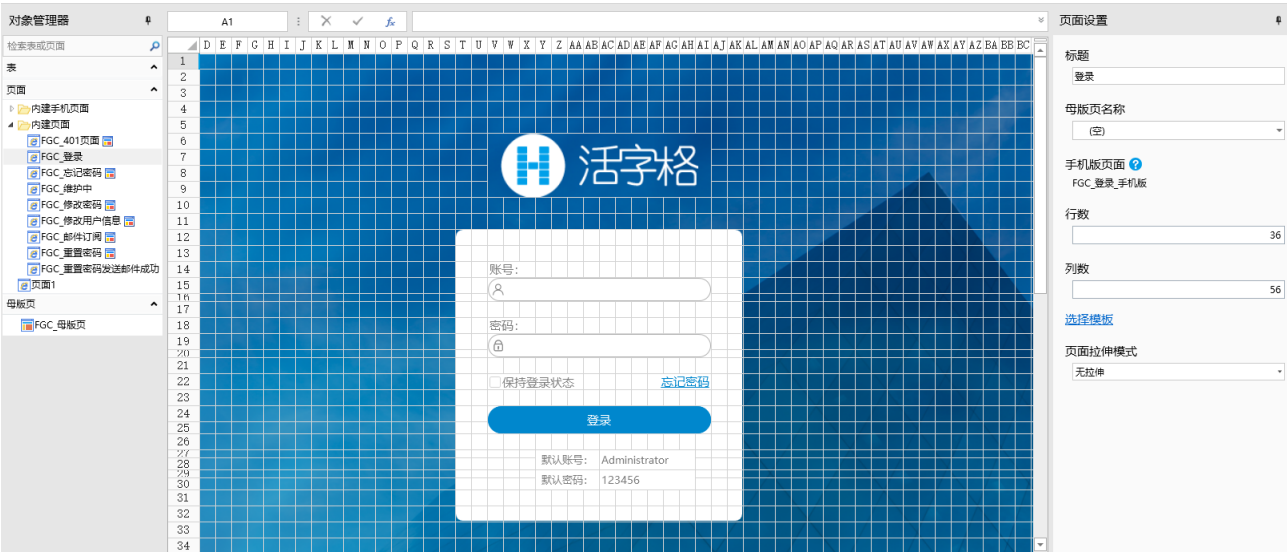 对象管理器
A1
fx
页面设置
检索表或页面
D E F G H I J K L M N O P Q R S T U V W X Y Z AA AB AC AD AE AF AG AH AI AJ AK AL AM AN AO AP AQ AR AS AT AU AV AW AX AY AZ BA BB BC
表
页面
内建手机页面
内建页面
FGC_401页面
FGC_登录
FGC_忘记密码
FGC_维护中
FGC_修改密码
FGC_修改用户信息
FGC_邮件订阅
FGC_重置密码
FGC_重置密码发送邮件成功
页面1
母版页
FGC_母版页
1
2
3
4
5
6
7
8
9
10
11
12
13
14
15
16
17
18
19
20
21
22
23
24
25
26
27
28
29
30
31
32
33
34
H 活字格
账号:
密码:
保持登录状态 忘记密码
登录
默认账号: Administrator
默认密码: 123456
标题
登录
母版页名称
(空)
手机版页面 ?
FGC_登录_手机版
行数
36
列数
56
选择模板
页面拉伸模式
无拉伸